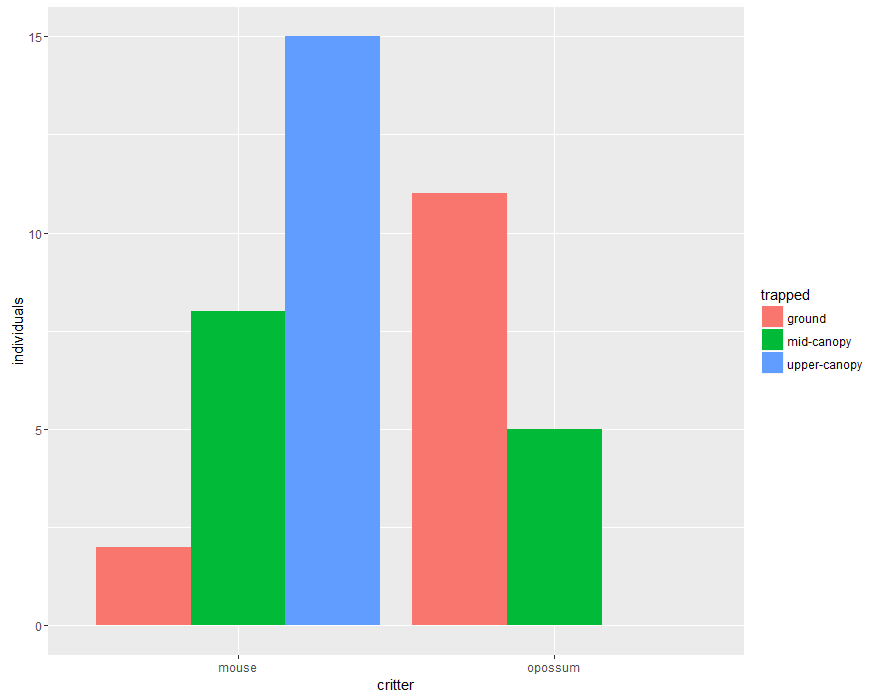 15
10
5
0
individuals
mouse
opossum
critter
trapped
ground
mid-canopy
upper-canopy